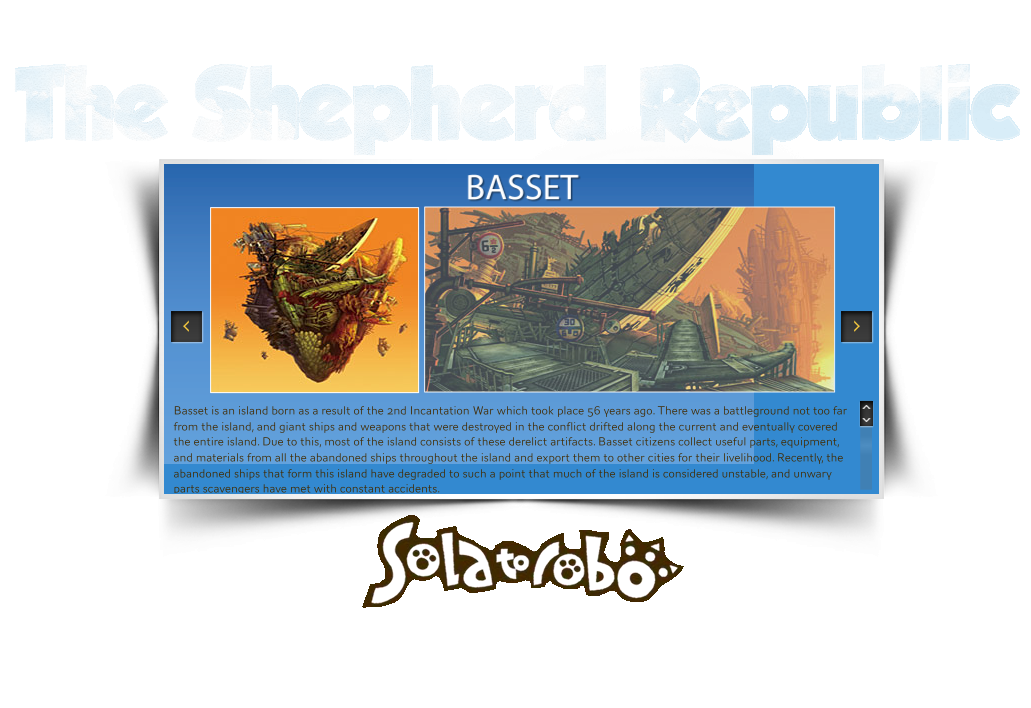 The Shepherd Republic
BASSET
Basset is an island born as a result of the 2nd Incantation War which took place 56 years ago. There was a battleground not too far
from the island, and giant ships and weapons that were destroyed in the conflict drifted along the current and eventually covered
the entire island. Due to this, most of the island consists of these derelict artifacts. Basset citizens collect useful parts, equipment,
and materials from all the abandoned ships throughout the island and export them to other cities for their livelihood. Recently, the
abandoned ships that form this island have degraded to such a point that much of the island is considered unstable, and unwary
parts scavengers have met with constant accidents.
Solatorobo